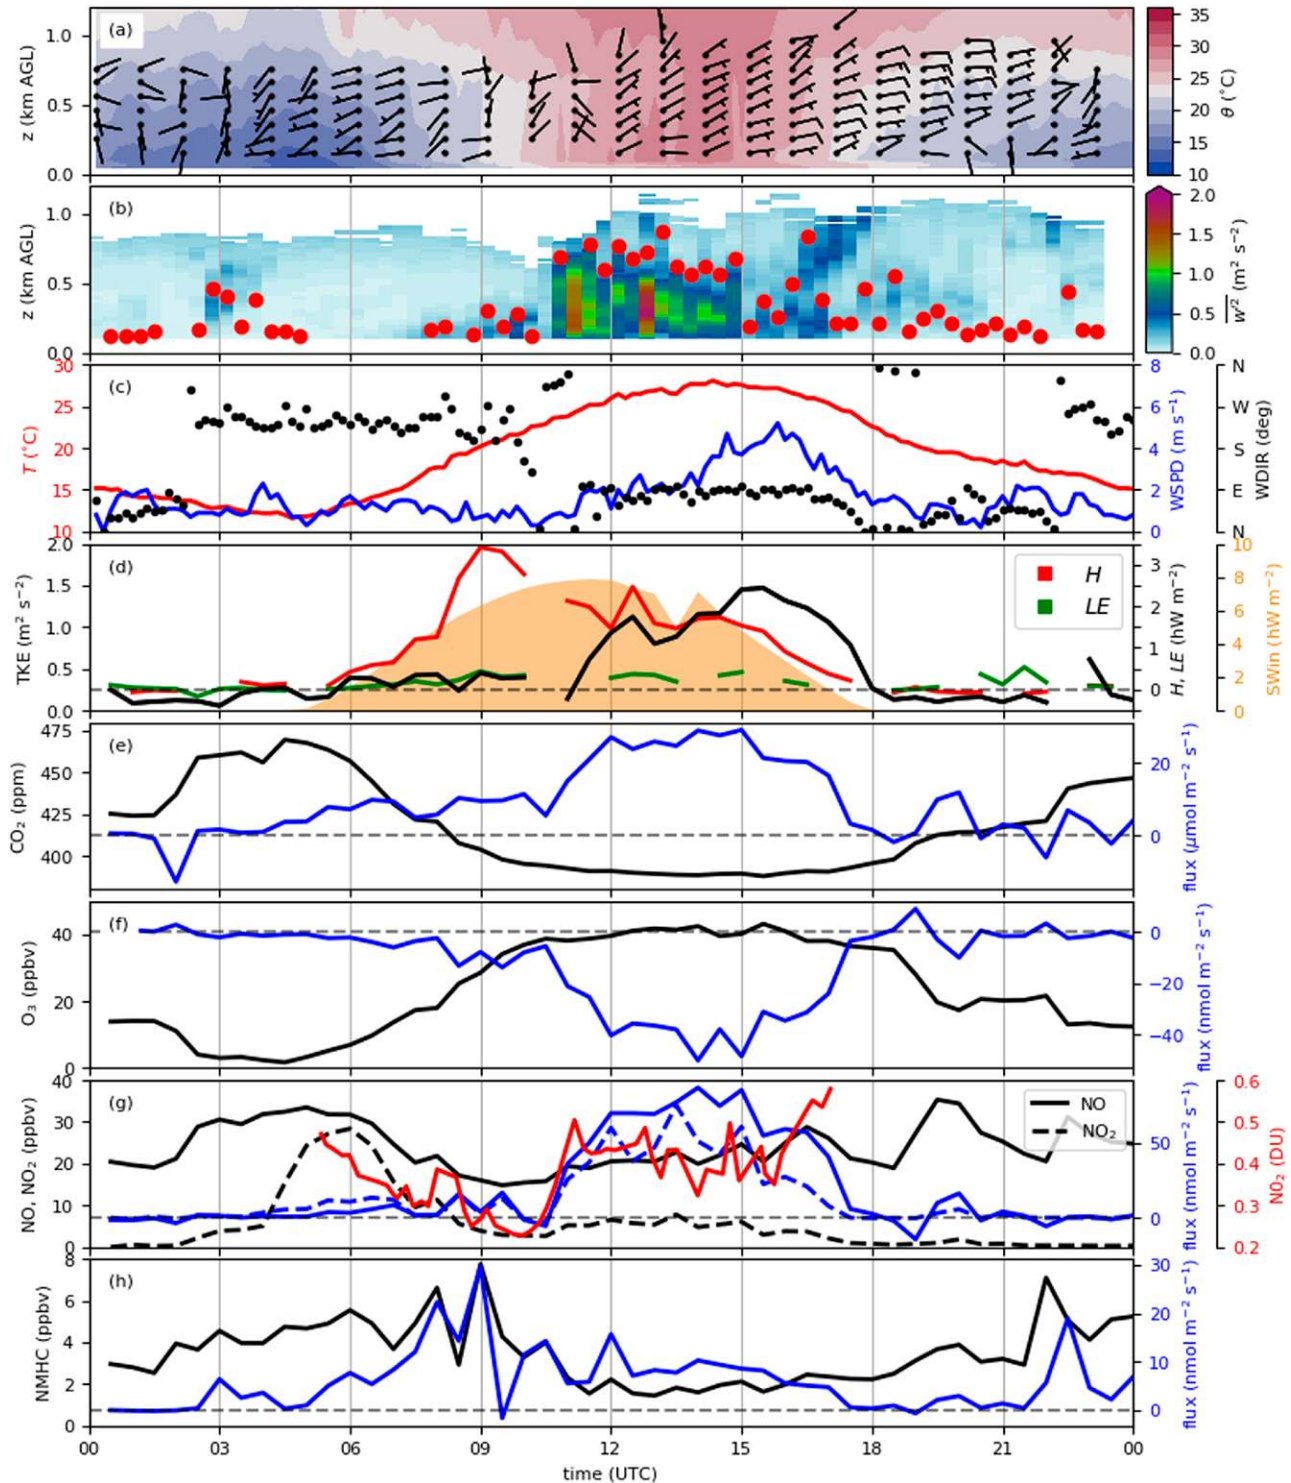 (a)
z (km AGL)
1.0
0.5
0.0
35
30
25
20
15
10
θ (°C)
(b)
z (km AGL)
1.0
0.5
0.0
2.0
1.5
1.0
0.5
0.0
w′² (m² s⁻²)
(c)
T (°C)
30
25
20
15
10
8
6
4
2
0
WSPD (m s⁻¹)
N
W
S
E
N
WDIR (deg)
(d)
TKE (m² s⁻²)
2.0
1.5
1.0
0.5
0.0
H
LE
3
2
1
0
H, LE (hW m⁻²)
10
8
6
4
2
0
SWin (hW m⁻²)
(e)
CO₂ (ppm)
475
450
425
400
20
0
flux (μmol m⁻² s⁻¹)
(f)
O₃ (ppbv)
40
20
0
0
−20
−40
flux (nmol m⁻² s⁻¹)
(g)
NO, NO₂ (ppbv)
40
30
20
10
0
NO
NO₂
50
0
flux (nmol m⁻² s⁻¹)
0.6
0.5
0.4
0.3
0.2
N0₂ (DU)
(h)
NMHC (ppbv)
8
6
4
2
0
30
20
10
0
flux (nmol m⁻² s⁻¹)
00 03 06 09 12 15 18 21 00
time (UTC)